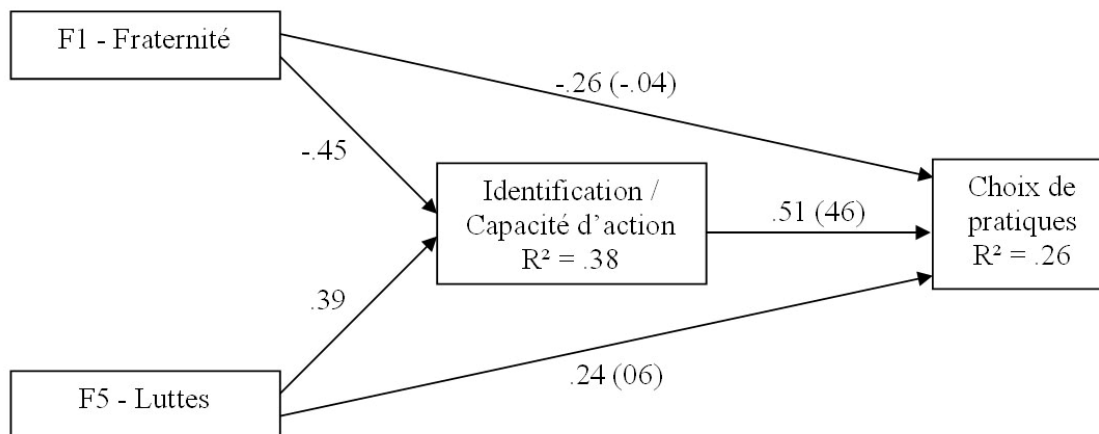 F1 - Fraternité
-.26 (-.04)
-.45
Identification /
Capacité d’action
R² = .38
.51 (46)
Choix de
pratiques
R² = .26
.39
.24 (06)
F5 - Luttes